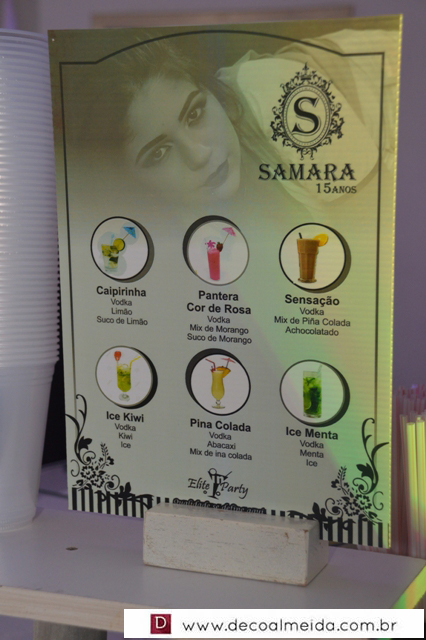 S
SAMARA
15ANOS
Caipirinha
Vodka
Limão
Suco de Limão
Pantera
Cor de Rosa
Vodka
Mix de Morango
Suco de Morango
Sensação
Vodka
Mix de Piña Colada
Achocolatado
Ice Kiwi
Vodka
Kiwi
Ice
Pina Colada
Vodka
Abacaxi
Mix de ina colada
Ice Menta
Vodka
Menta
Ice
Elite Party
D www.decoalmeida.com.br